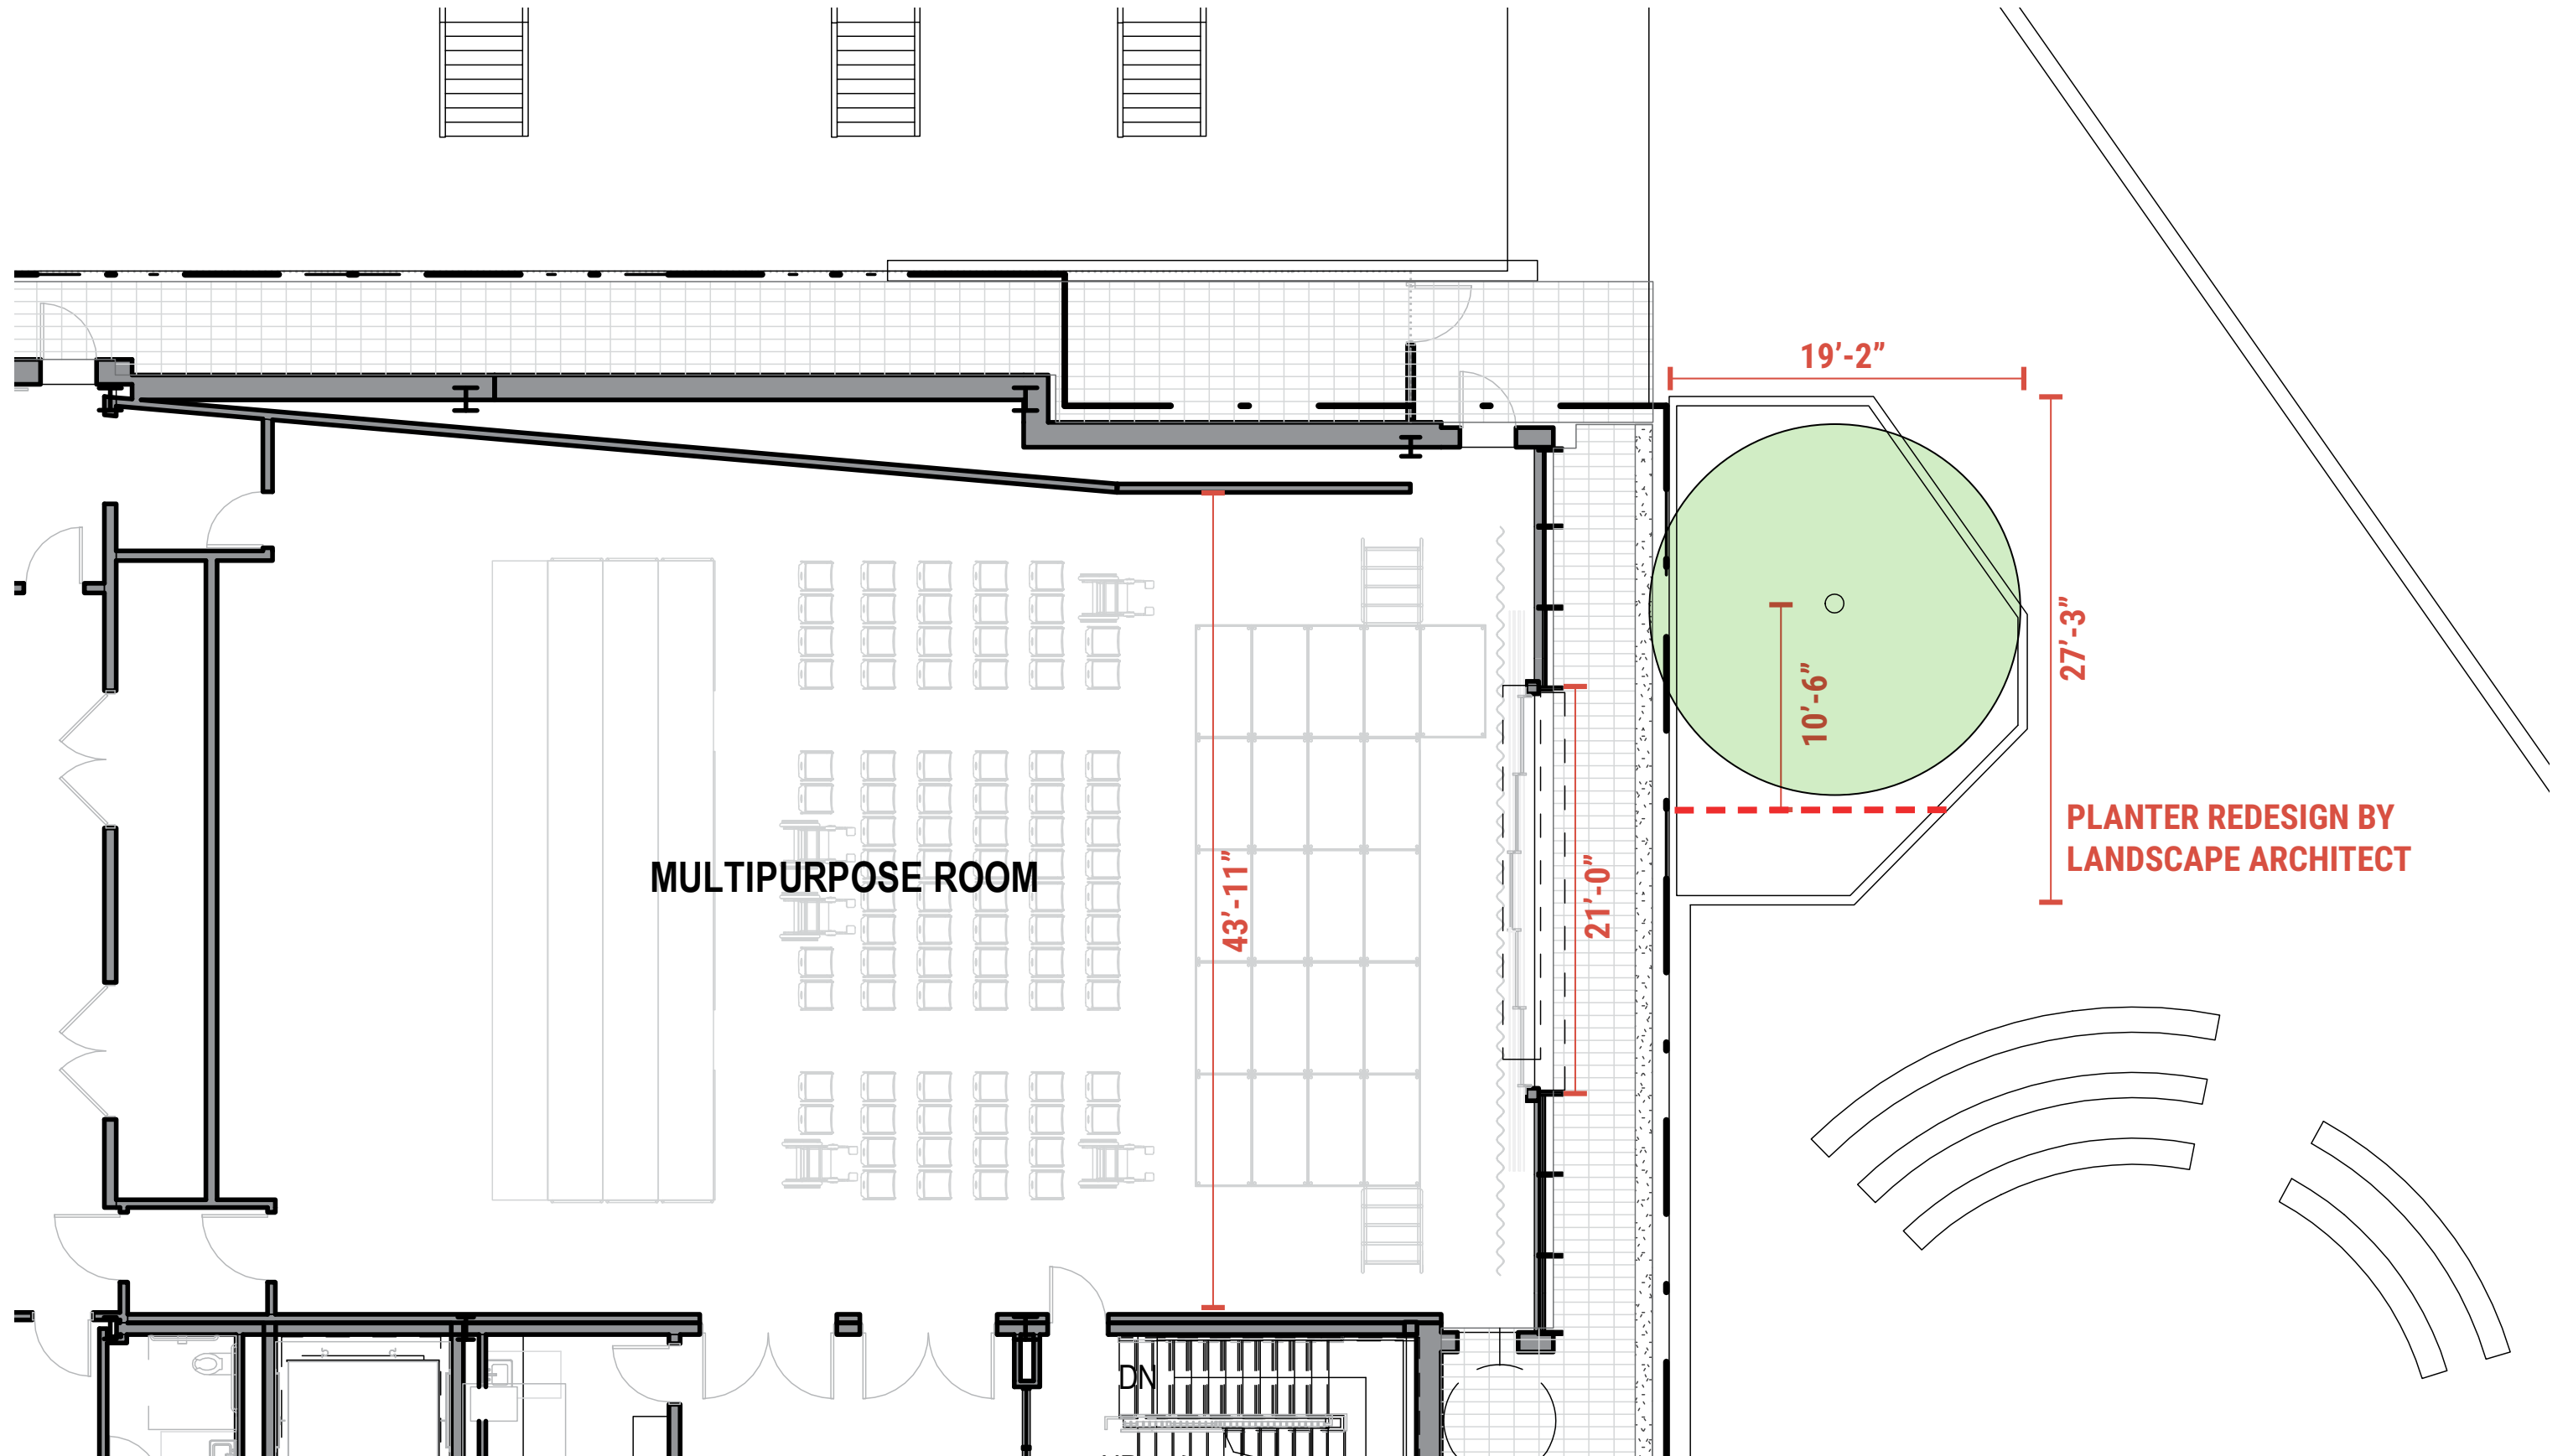 19’-2”
27’-3”
10’-6”
PLANTER REDESIGN BY
LANDSCAPE ARCHITECT
MULTIPURPOSE ROOM
43’-11”
21’-0”
DN